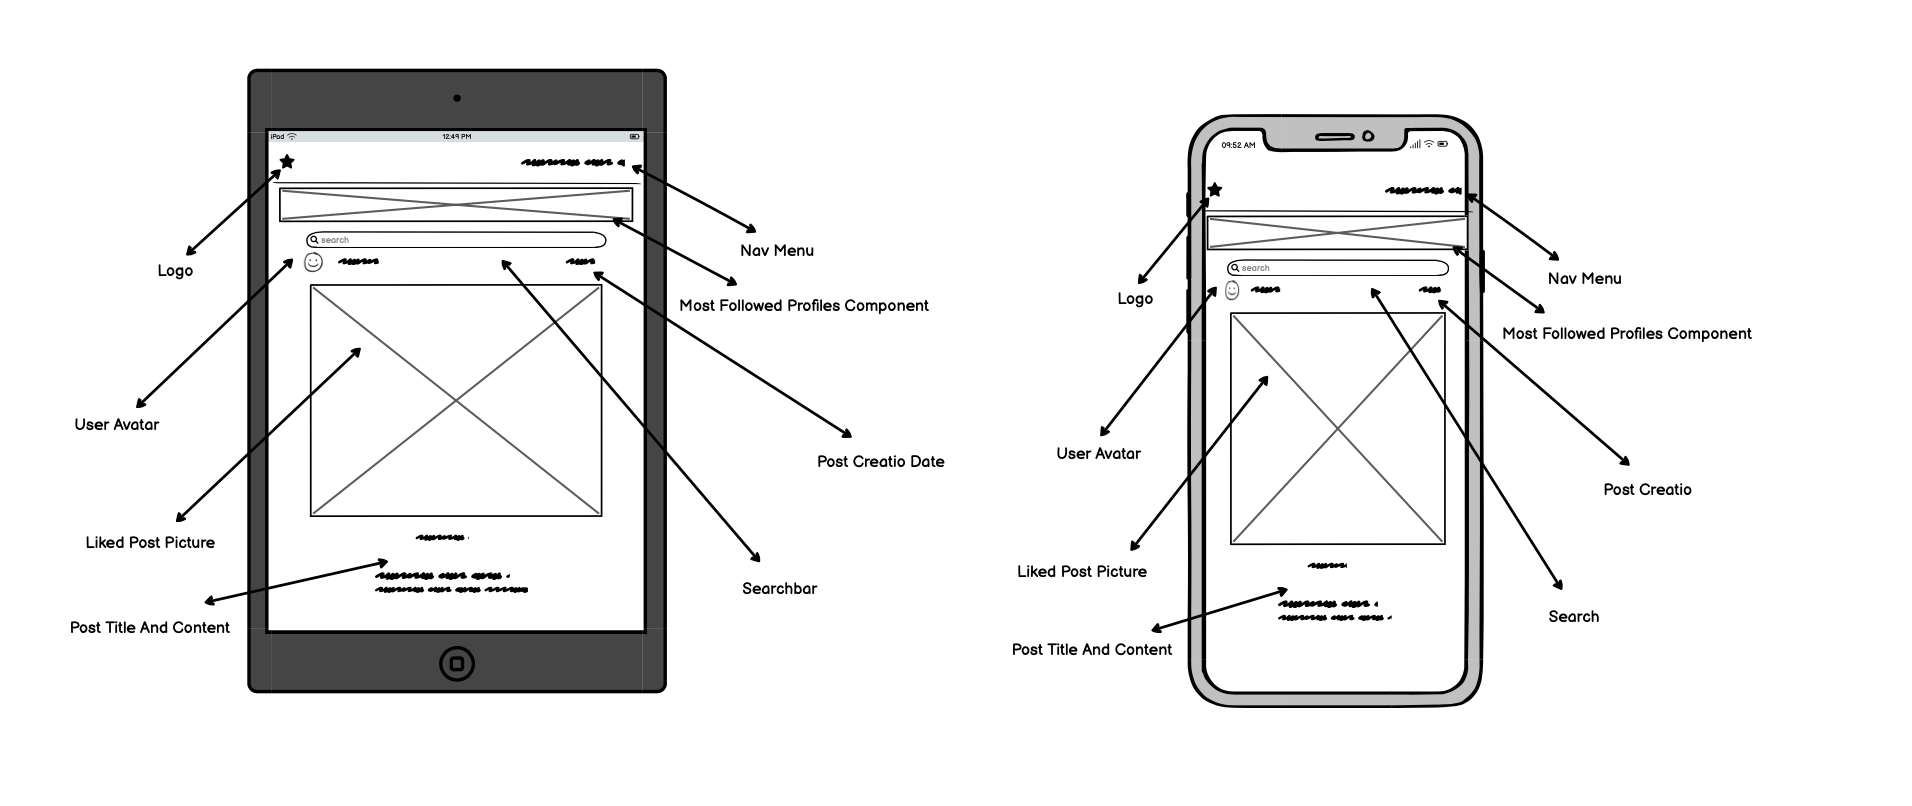 iPad
12:49 PM
search
Logo
Nav Menu
Most Followed Profiles Component
User Avatar
Post Creatio Date
Liked Post Picture
Searchbar
Post Title And Content
09:52 AM
search
Logo
Nav Menu
Most Followed Profiles Component
User Avatar
Post Creatio
Liked Post Picture
Search
Post Title And Content